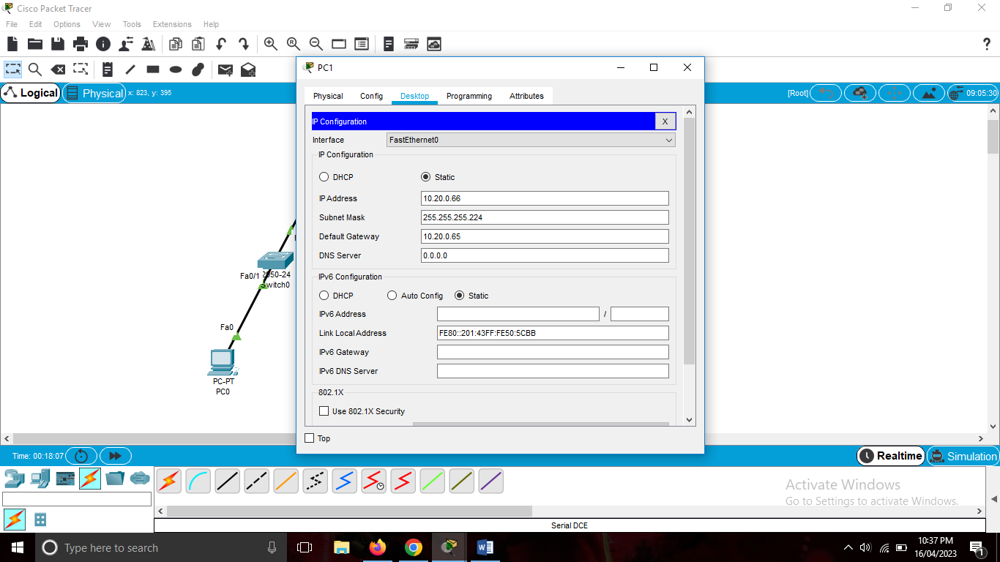 Cisco Packet Tracer
File Edit Options View Tools Extensions Help
?
Logical
Physical
x: 823, y: 395
[Root]
09:05:30
PC1
Physical Config Desktop Programming Attributes
IP Configuration
X
Interface
FastEthernet0
IP Configuration
DHCP
Static
IP Address
10.20.0.66
Subnet Mask
255.255.255.224
Default Gateway
10.20.0.65
DNS Server
0.0.0.0
IPv6 Configuration
DHCP
Auto Config
Static
IPv6 Address
/
Link Local Address
FE80::201:43FF:FE50:5CBB
IPv6 Gateway
IPv6 DNS Server
802.1X
Use 802.1X Security
Top
Fa0/1
Fa0
PC-PT
PC0
Time: 00:18:07
Realtime
Simulation
Activate Windows
Go to Settings to activate Windows.
Serial DCE
Type here to search
10:37 PM
16/04/2023
1